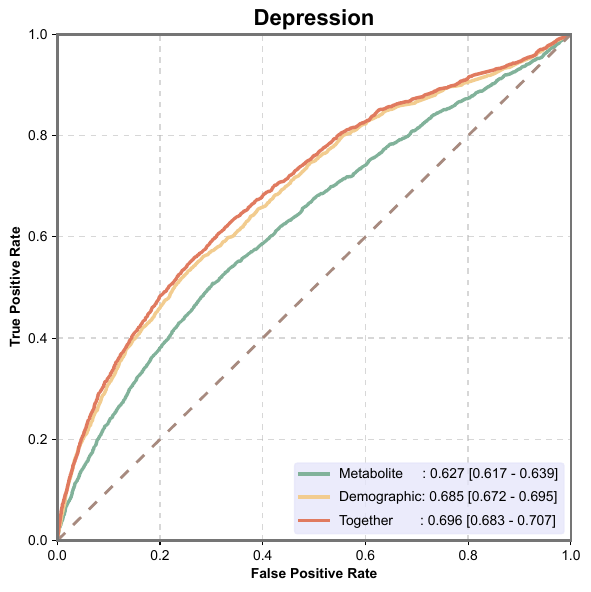 Depression
1.0
0.8
0.6
0.4
0.2
0.0
True Positive Rate
Metabolite : 0.627 [0.617 - 0.639]
Demographic: 0.685 [0.672 - 0.695]
Together : 0.696 [0.683 - 0.707]
0.0 0.2 0.4 0.6 0.8 1.0
False Positive Rate